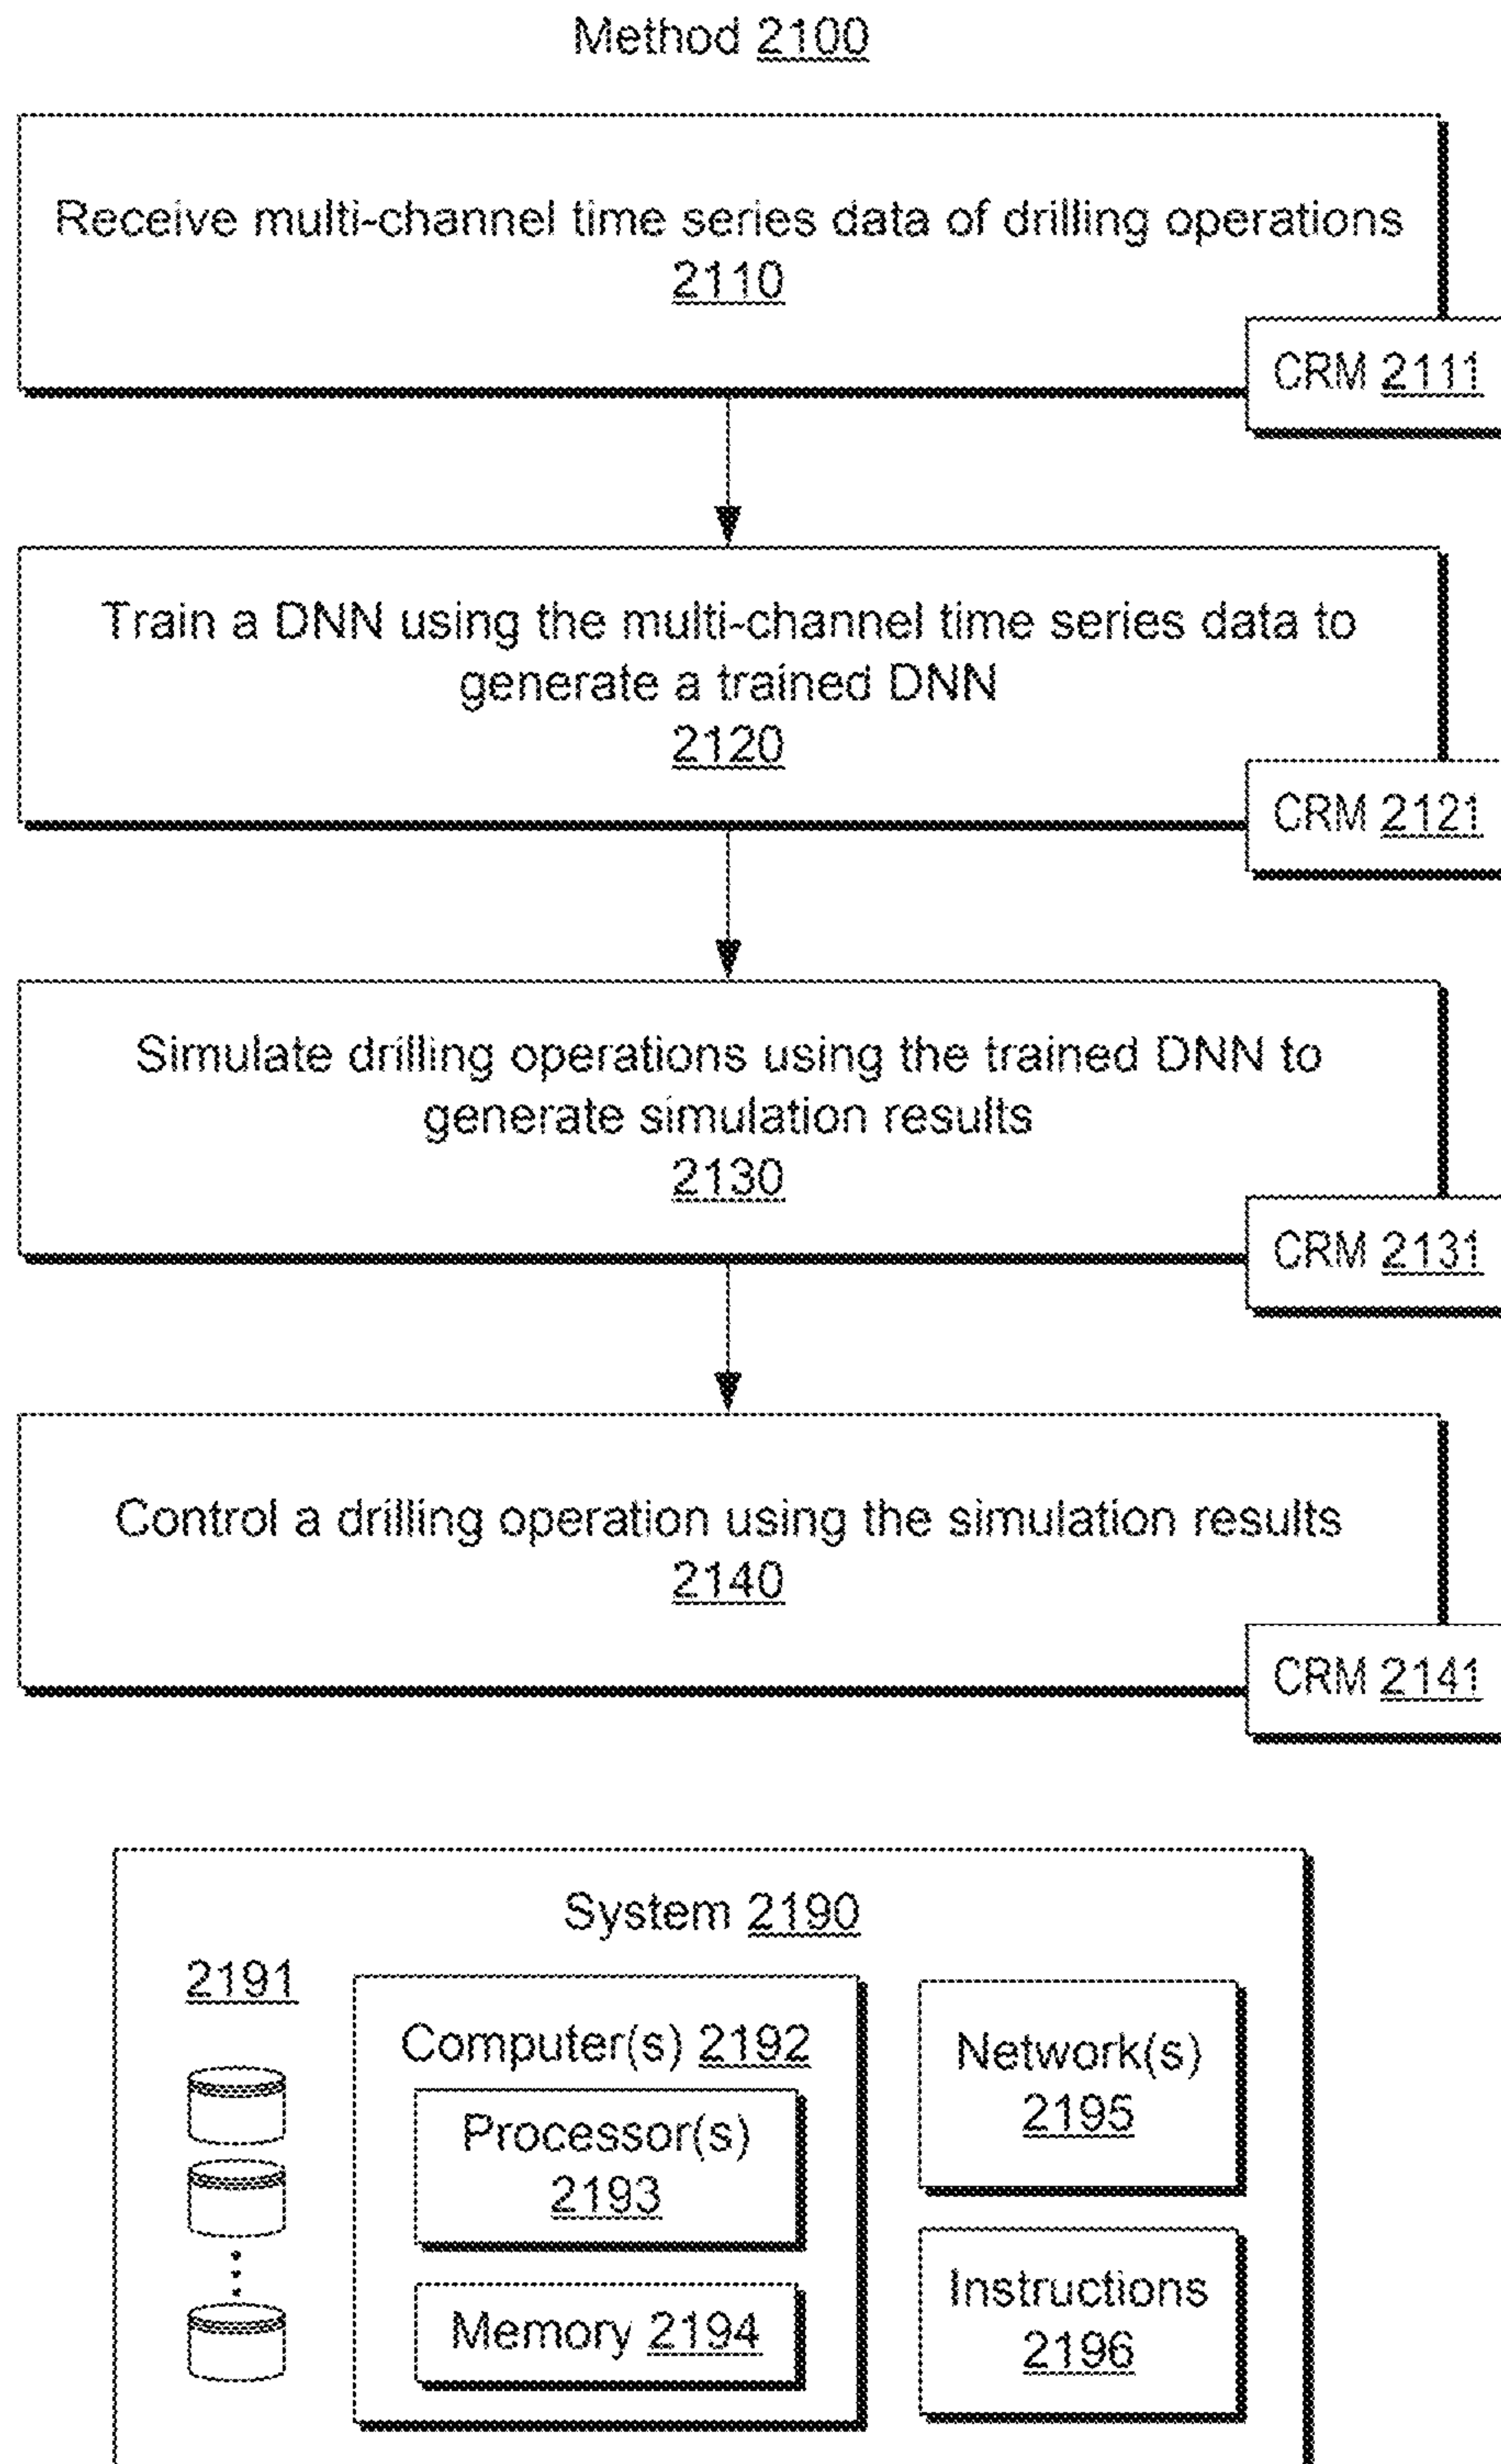 Method 2100
Receive multi-channel time series data of drilling operations
2110
CRM 2111
Train a DNN using the multi-channel time series data to
generate a trained DNN
2120
CRM 2121
Simulate drilling operations using the trained DNN to
generate simulation results
2130
CRM 2131
Control a drilling operation using the simulation results
2140
CRM 2141
System 2190
2191
Computer(s) 2192
Processor(s)
2193
Memory 2194
Network(s)
2195
Instructions
2196